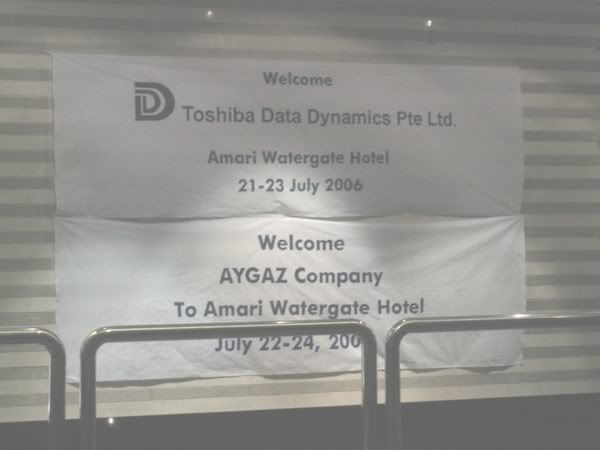 Welcome
Toshiba Data Dynamics Pte Ltd.
Amari Watergate Hotel
21-23 July 2006
Welcome
AYGAZ Company
To Amari Watergate Hotel
July 22-24,